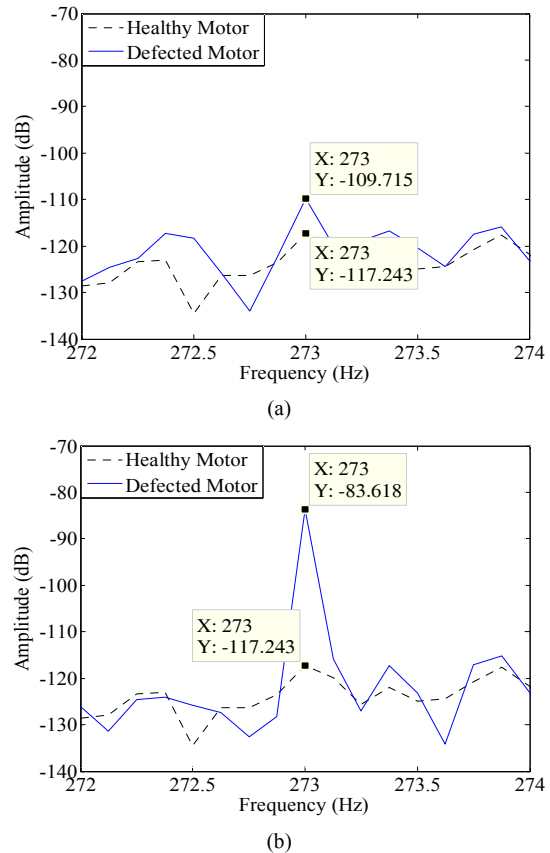 -70
-80
-90
-100
-110
-120
-130
-140
Amplitude (dB)
Healthy Motor
Defected Motor
X: 273
Y: -109.715
X: 273
Y: -117.243
272
272.5
273
273.5
274
Frequency (Hz)
(a)
-70
-80
-90
-100
-110
-120
-130
-140
Amplitude (dB)
Healthy Motor
Defected Motor
X: 273
Y: -83.618
X: 273
Y: -117.243
272
272.5
273
273.5
274
Frequency (Hz)
(b)